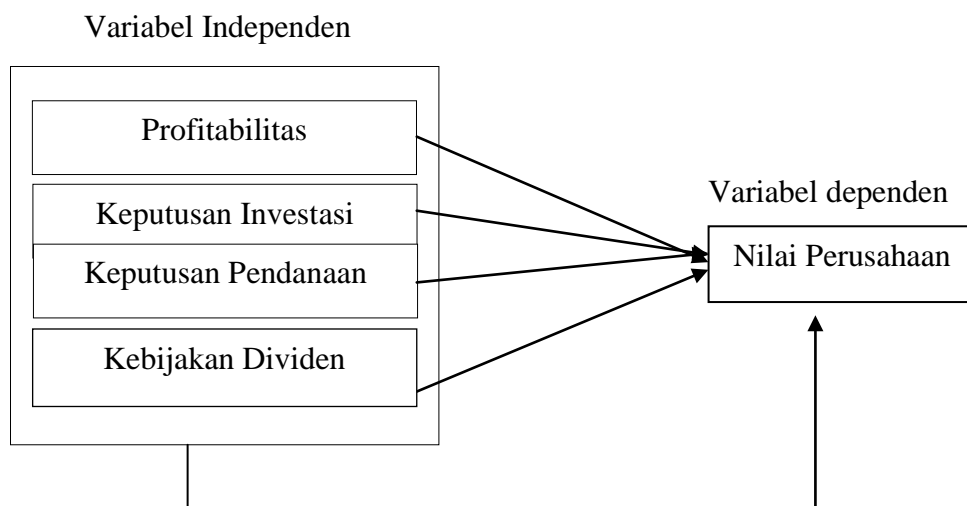 Variabel Independen
Profitabilitas
Keputusan Investasi
Keputusan Pendanaan
Kebijakan Dividen
Variabel dependen
Nilai Perusahaan